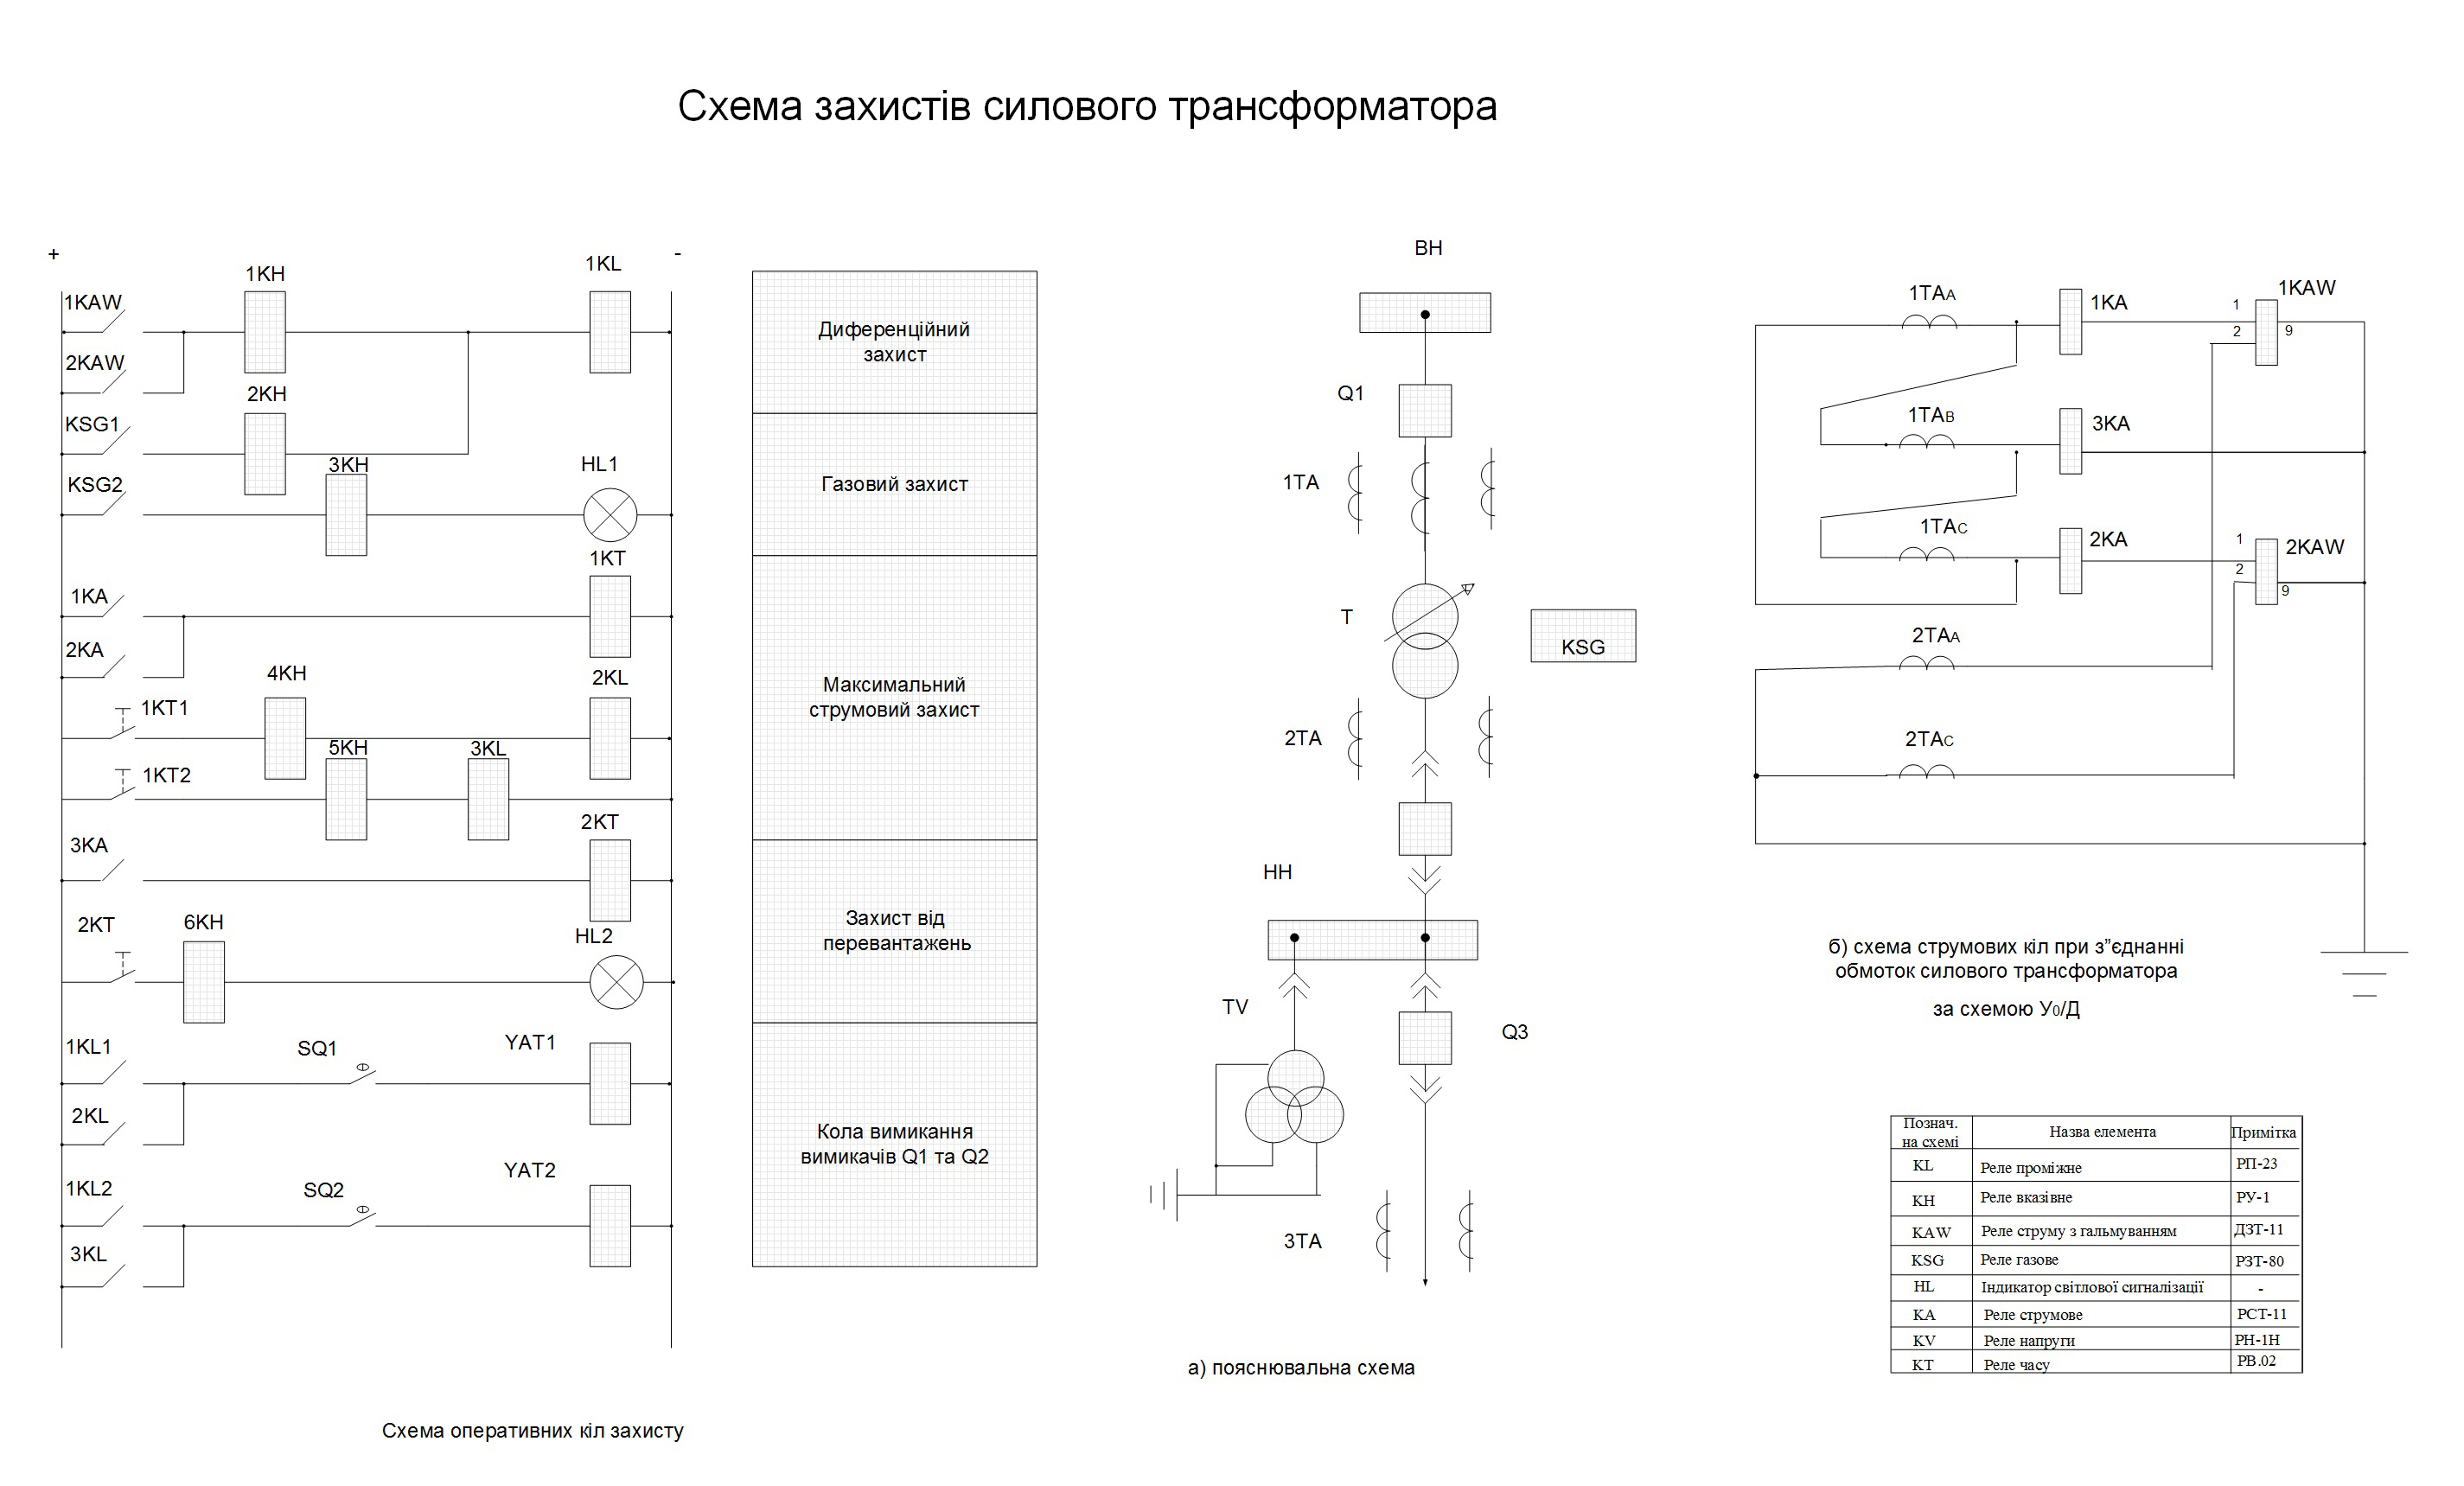 Схема захистів силового трансформатора
+
-
1KAW
1KH
1KL
2KAW
2KH
KSG1
3KH
HL1
KSG2
1KT
1KA
2KA
4KH
2KL
1KT1
5KH
3KL
1KT2
2KT
3KA
6KH
2KT
HL2
1KL1
SQ1
YAT1
2KL
YAT2
1KL2
SQ2
3KL
Схема оперативних кіл захисту
Диференційний
захист
Газовий захист
Максимальний
струмовий захист
Захист від
перевантажень
Кола вимикання
вимикачів Q1 та Q2
ВН
Q1
1TA
T
KSG
2TA
НН
TV
Q3
3TA
а) пояснювальна схема
1TAA
1KA
1
2
1KAW
9
1TAB
3KA
1TAC
2KA
1
2
2KAW
9
2TAA
2TAC
б) схема струмових кіл при з”єднанні
обмоток силового трансформатора
за схемою У0/Д
Познач.
на схемі
Назва елемента
Примітка
KL
Реле проміжне
РП-23
KH
Реле вказівне
РУ-1
KAW
Реле струму з гальмуванням
ДЗТ-11
KSG
Реле газове
РЗТ-80
HL
Індикатор світлової сигналізації
-
KA
Реле струмове
РСТ-11
KV
Реле напруги
РН-1Н
KT
Реле часу
РВ.02